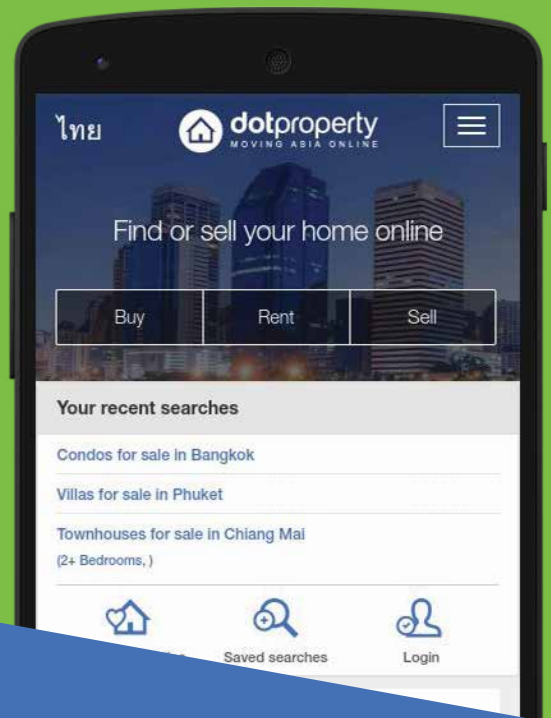 ไทย
dotproperty
MOVING ASIA ONLINE
Find or sell your home online
Buy
Rent
Sell
Your recent searches
Condos for sale in Bangkok
Villas for sale in Phuket
Townhouses for sale in Chiang Mai
(2+ Bedrooms, )
Saved searches
Login